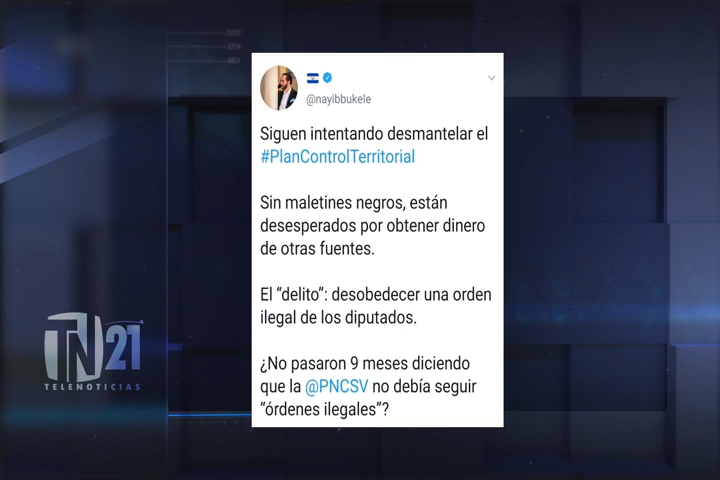 @nayibbukele
Siguen intentando desmantelar el
#PlanControlTerritorial
Sin maletines negros, están
desesperados por obtener dinero
de otras fuentes.
El “delito”: desobedecer una orden
ilegal de los diputados.
¿No pasaron 9 meses diciendo
que la @PNCSV no debía seguir
“órdenes ilegales”?
TN21
TELENOTICIAS